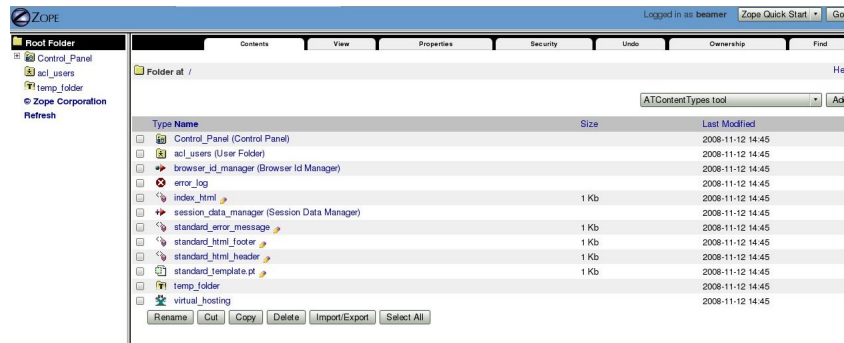 ZOPE
Logged in as beamer Zope Quick Start Go
Root Folder
Control_Panel
acl_users
temp_folder
© Zope Corporation
Refresh
Contents View Properties Security Undo Ownership Find
Folder at /
He
ATContentTypes tool Add
Type Name Size Last Modified
Control_Panel (Control Panel) 2008-11-12 14:45
acl_users (User Folder) 2008-11-12 14:45
browser_id_manager (Browser Id Manager) 2008-11-12 14:45
error_log 2008-11-12 14:45
index_html 1 Kb 2008-11-12 14:45
session_data_manager (Session Data Manager) 2008-11-12 14:45
standard_error_message 1 Kb 2008-11-12 14:45
standard_html_footer 1 Kb 2008-11-12 14:45
standard_html_header 1 Kb 2008-11-12 14:45
standard_template.pt 1 Kb 2008-11-12 14:45
temp_folder 2008-11-12 14:45
virtual_hosting 2008-11-12 14:45
Rename Cut Copy Delete Import/Export Select All